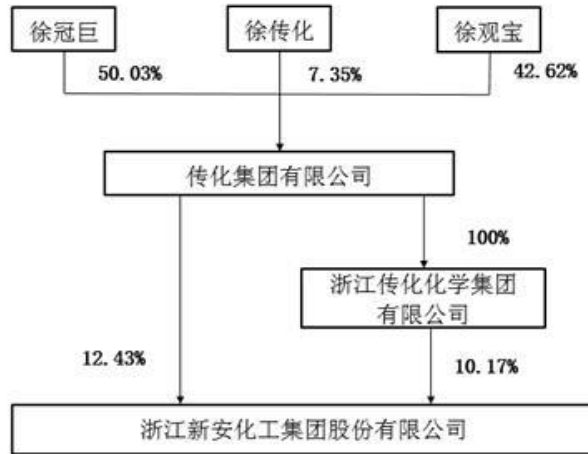 徐冠巨
徐传化
徐观宝
50.03%
7.35%
42.62%
传化集团有限公司
100%
浙江传化化学集团
有限公司
12.43%
10.17%
浙江新安化工集团股份有限公司